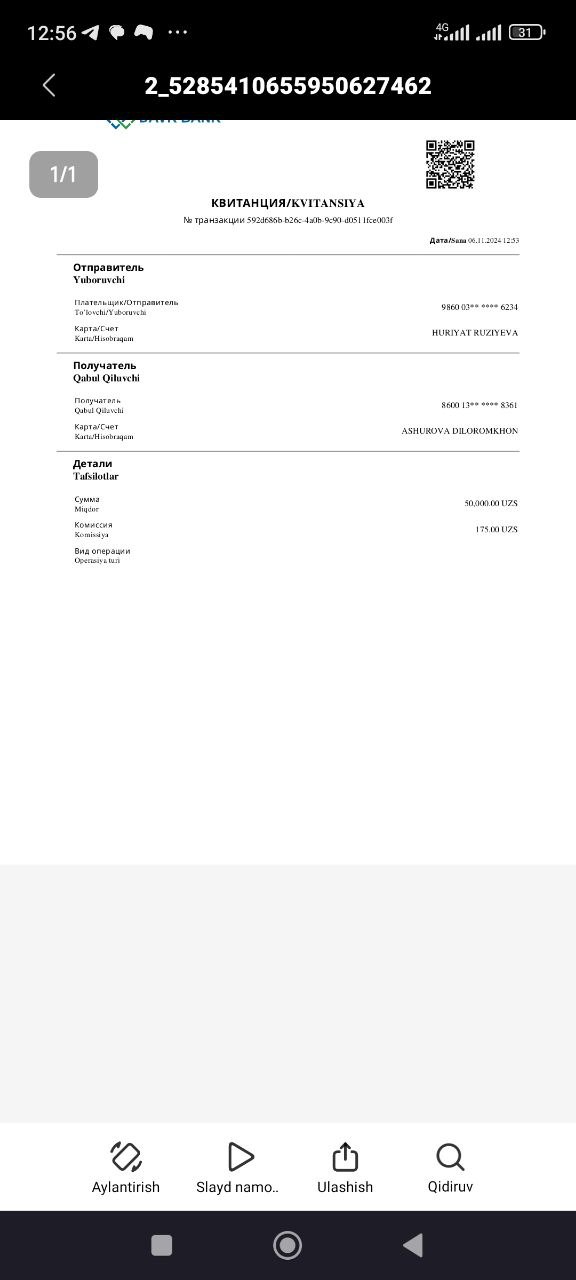 12:56
4G
31
2_5285410655950627462
DAVR BANK
1/1
КВИТАНЦИЯ/KVITANSIYA
№ транзакции 592d686b-b26c-4a0b-9c90-d0511fce003f
Дата/Sana 06.11.2024 12:53
Отправитель
Yuboruvchi
Плательщик/Отправитель 9860 03** **** 6234
To'lovchi/Yuboruvchi
Карта/Счет HURIYAT RUZIYEVA
Karta/Hisobraqam
Получатель
Qabul Qiluvchi
Получатель 8600 13** **** 8361
Qabul Qiluvchi
Карта/Счет ASHUROVA DILOROMKHON
Karta/Hisobraqam
Детали
Tafsilotlar
Сумма 50,000.00 UZS
Miqdor
Комиссия 175.00 UZS
Komissiya
Вид операции
Operasiya turi
Aylantirish
Slayd namo..
Ulashish
Qidiruv